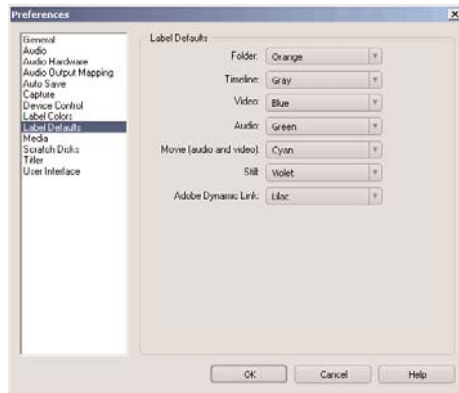 Preferences
General
Audio
Audio Hardware
Audio Output Mapping
Auto Save
Capture
Device Control
Label Colors
Label Defaults
Media
Scratch Disks
Titler
User Interface
Label Defaults
Folder: Orange
Timeline: Gray
Video: Blue
Audio: Green
Movie (audio and video): Cyan
Still: Violet
Adobe Dynamic Link: Lilac
OK Cancel Help